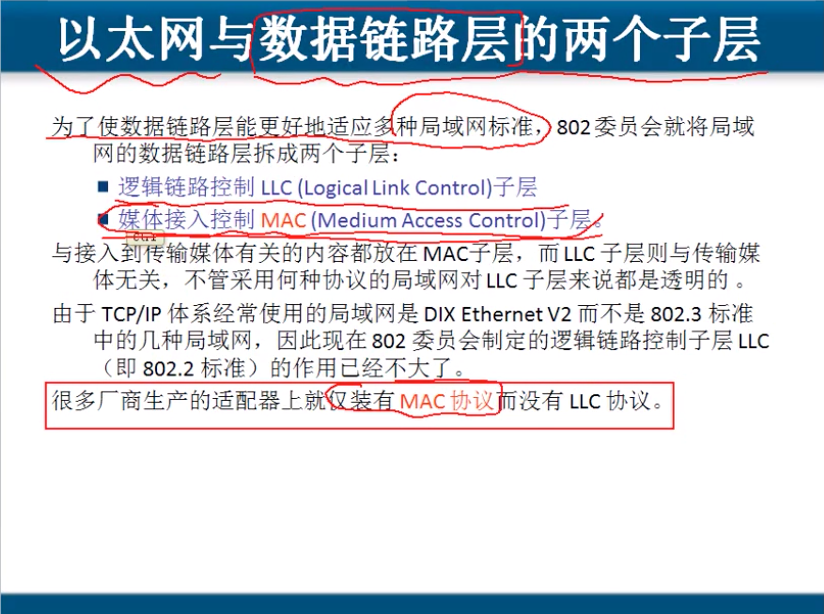 以太网与数据链路层的两个子层
为了使数据链路层能更好地适应多种局域网标准，802 委员会就将局域
网的数据链路层拆成两个子层：
■ 逻辑链路控制 LLC (Logical Link Control)子层
■ 媒体接入控制 MAC (Medium Access Control)子层。
Ctrl
与接入到传输媒体有关的内容都放在 MAC子层，而 LLC 子层则与传输媒
体无关，不管采用何种协议的局域网对 LLC 子层来说都是透明的 。
由于 TCP/IP 体系经常使用的局域网是 DIX Ethernet V2 而不是 802.3 标准
中的几种局域网，因此现在 802 委员会制定的逻辑链路控制子层 LLC
（即 802.2 标准）的作用已经不大了。
很多厂商生产的适配器上就仅装有 MAC 协议而没有 LLC 协议。